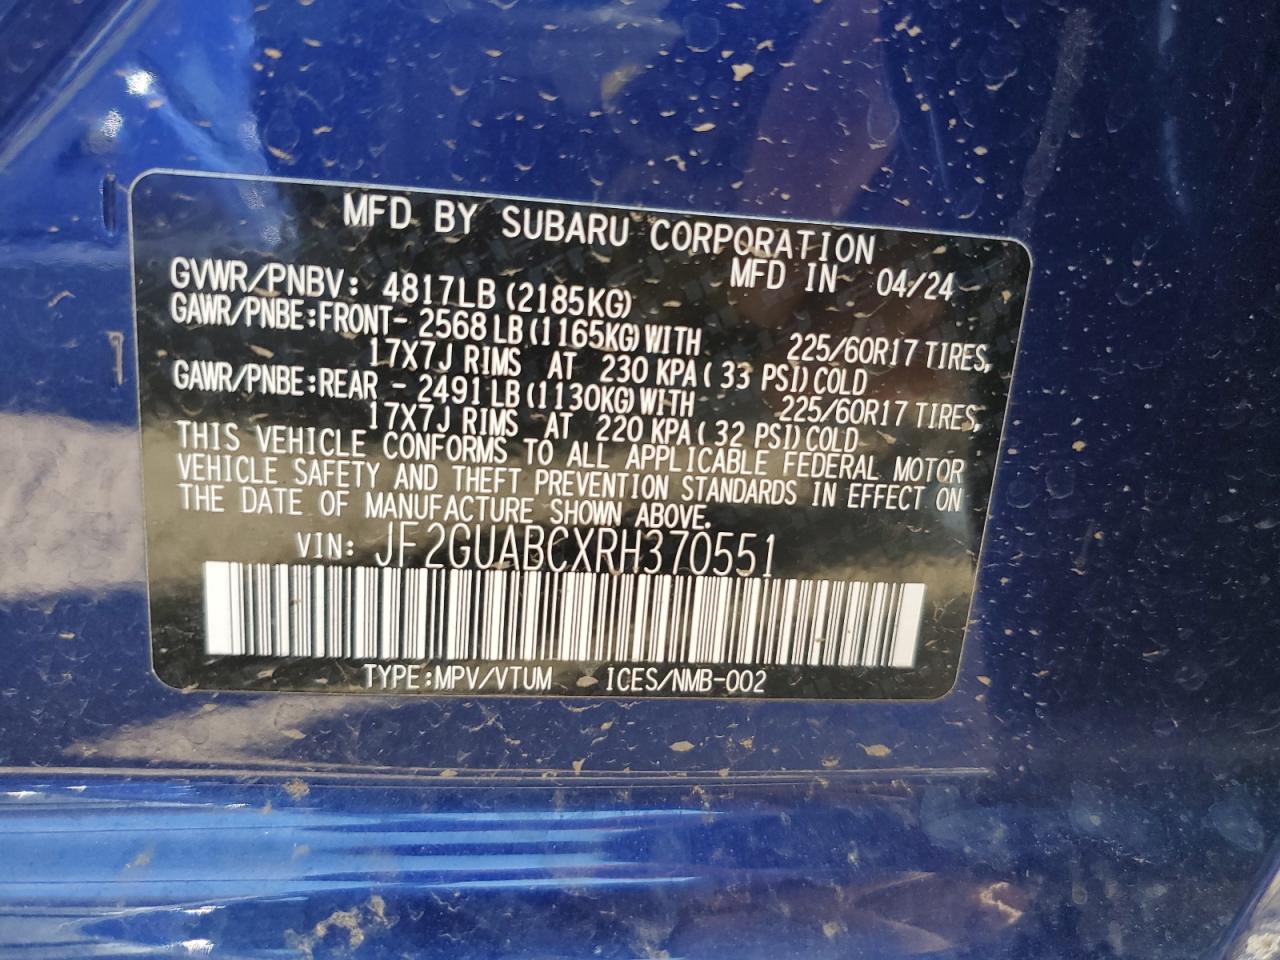 MFD BY SUBARU CORPORATION
MFD IN 04/24
GVWR/PNBV: 4817LB (2185KG)
GAWR/PNBE:FRONT- 2568 LB (1165KG) WITH 225/60R17 TIRES,
17X7J RIMS AT 230 KPA ( 33 PSI) COLD
GAWR/PNBE:REAR - 2491 LB (1130KG) WITH 225/60R17 TIRES,
17X7J RIMS AT 220 KPA ( 32 PSI) COLD
THIS VEHICLE CONFORMS TO ALL APPLICABLE FEDERAL MOTOR
VEHICLE SAFETY AND THEFT PREVENTION STANDARDS IN EFFECT ON
THE DATE OF MANUFACTURE SHOWN ABOVE.
VIN: JF2GUABCXRH370551
TYPE:MPV/VTUM ICES/NMB-002